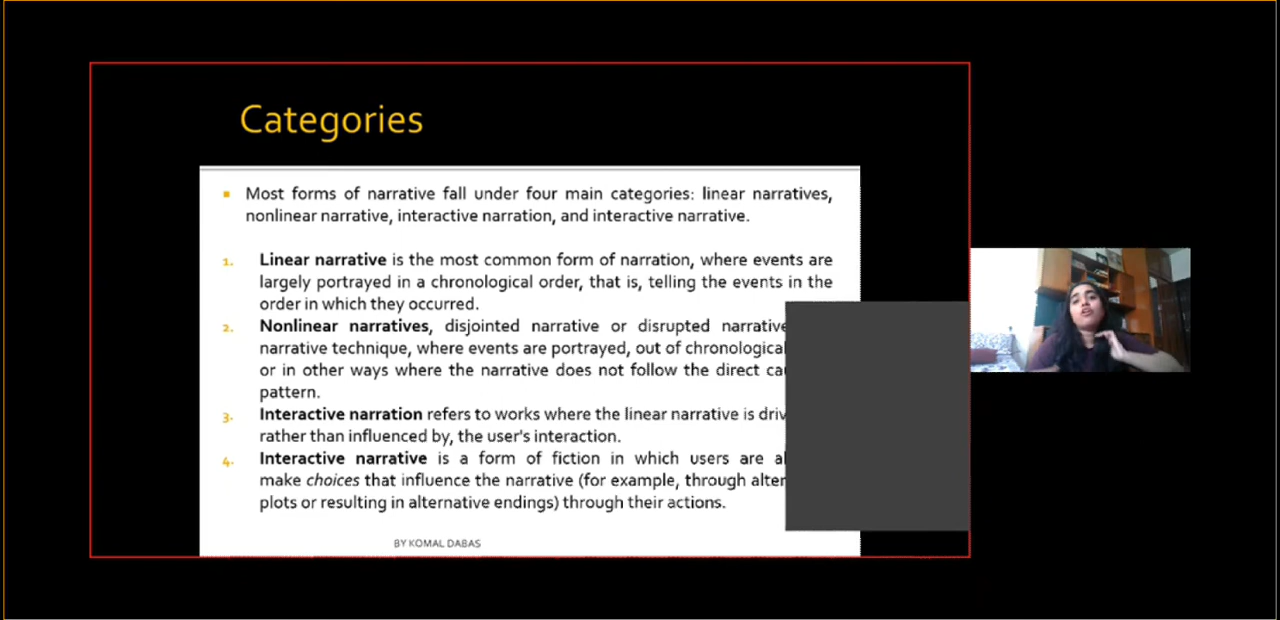 Categories
Most forms of narrative fall under four main categories: linear narratives,
nonlinear narrative, interactive narration, and interactive narrative.
1. Linear narrative is the most common form of narration, where events are
largely portrayed in a chronological order, that is, telling the events in the
order in which they occurred.
2. Nonlinear narratives, disjointed narrative or disrupted narrative
narrative technique, where events are portrayed, out of chronological
or in other ways where the narrative does not follow the direct
pattern.
3. Interactive narration refers to works where the linear narrative is
rather than influenced by, the user's interaction.
4. Interactive narrative is a form of fiction in which users are
make choices that influence the narrative (for example, through
plots or resulting in alternative endings) through their actions.
BY KOMAL DABAS